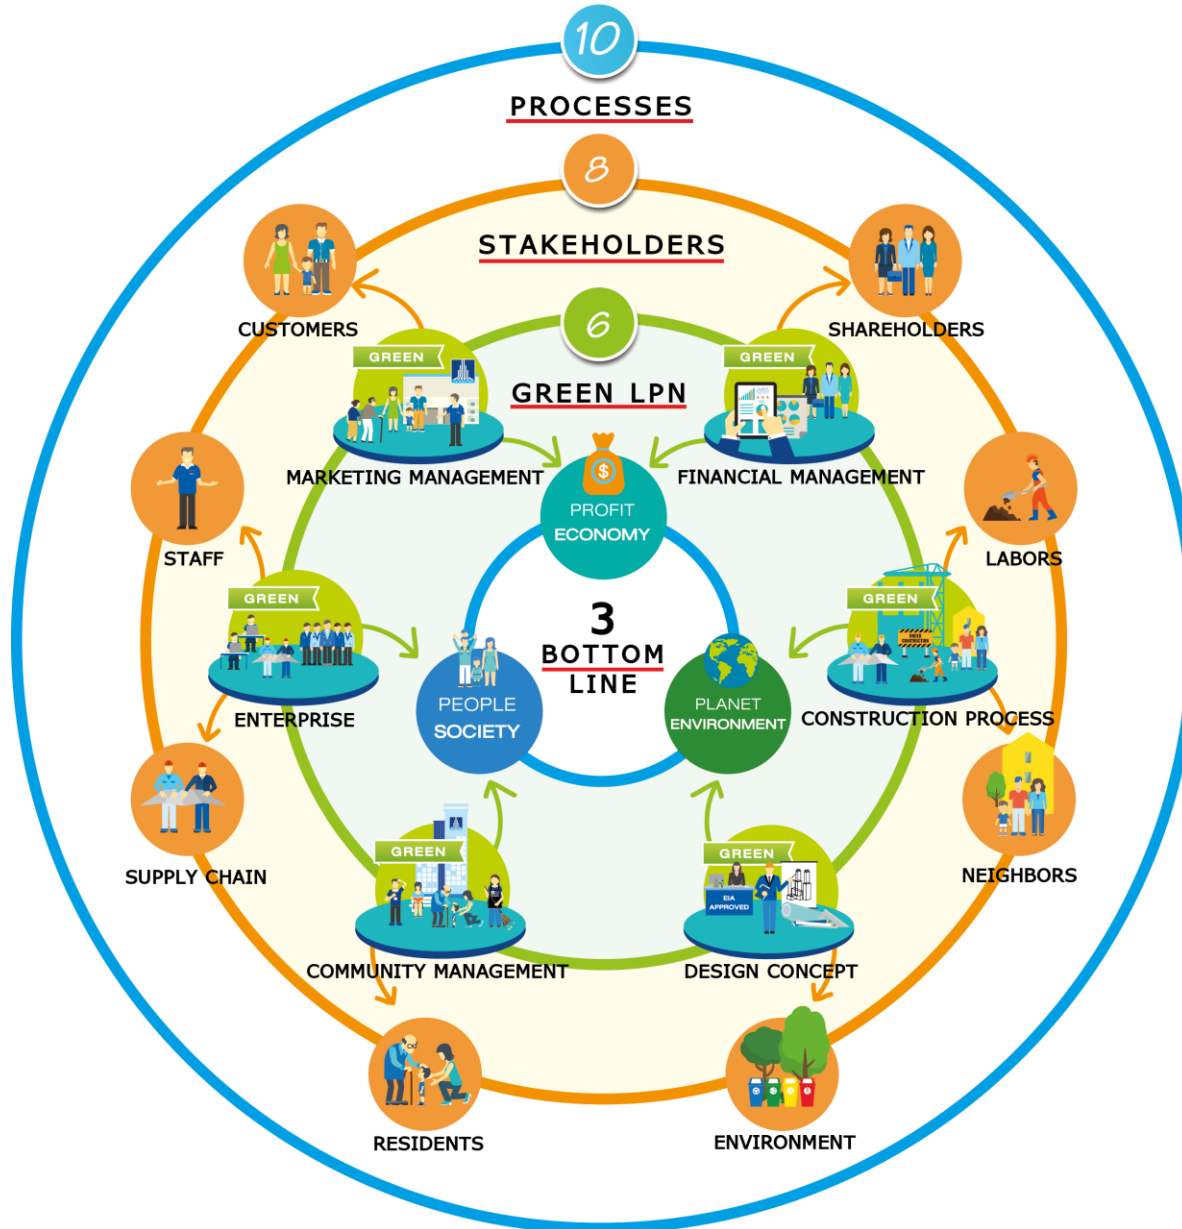 10
PROCESSES
8
STAKEHOLDERS
CUSTOMERS
SHAREHOLDERS
6
GREEN LPN
GREEN
MARKETING MANAGEMENT
GREEN
FINANCIAL MANAGEMENT
STAFF
LABORS
PROFIT
ECONOMY
GREEN
ENTERPRISE
3
BOTTOM
LINE
GREEN
UNDER
CONSTRUCTION
CONSTRUCTION PROCESS
PEOPLE
SOCIETY
PLANET
ENVIRONMENT
SUPPLY CHAIN
NEIGHBORS
GREEN
COMMUNITY MANAGEMENT
GREEN
EIA
APPROVED
DESIGN CONCEPT
RESIDENTS
ENVIRONMENT